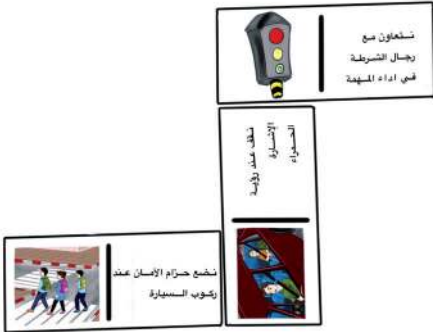 نتعاون مع
رجال الشرطة
في اداء المهمة
نقف عند رؤية
الإشارة
الحمراء
نضع حزام الأمان عند
ركوب السيارة